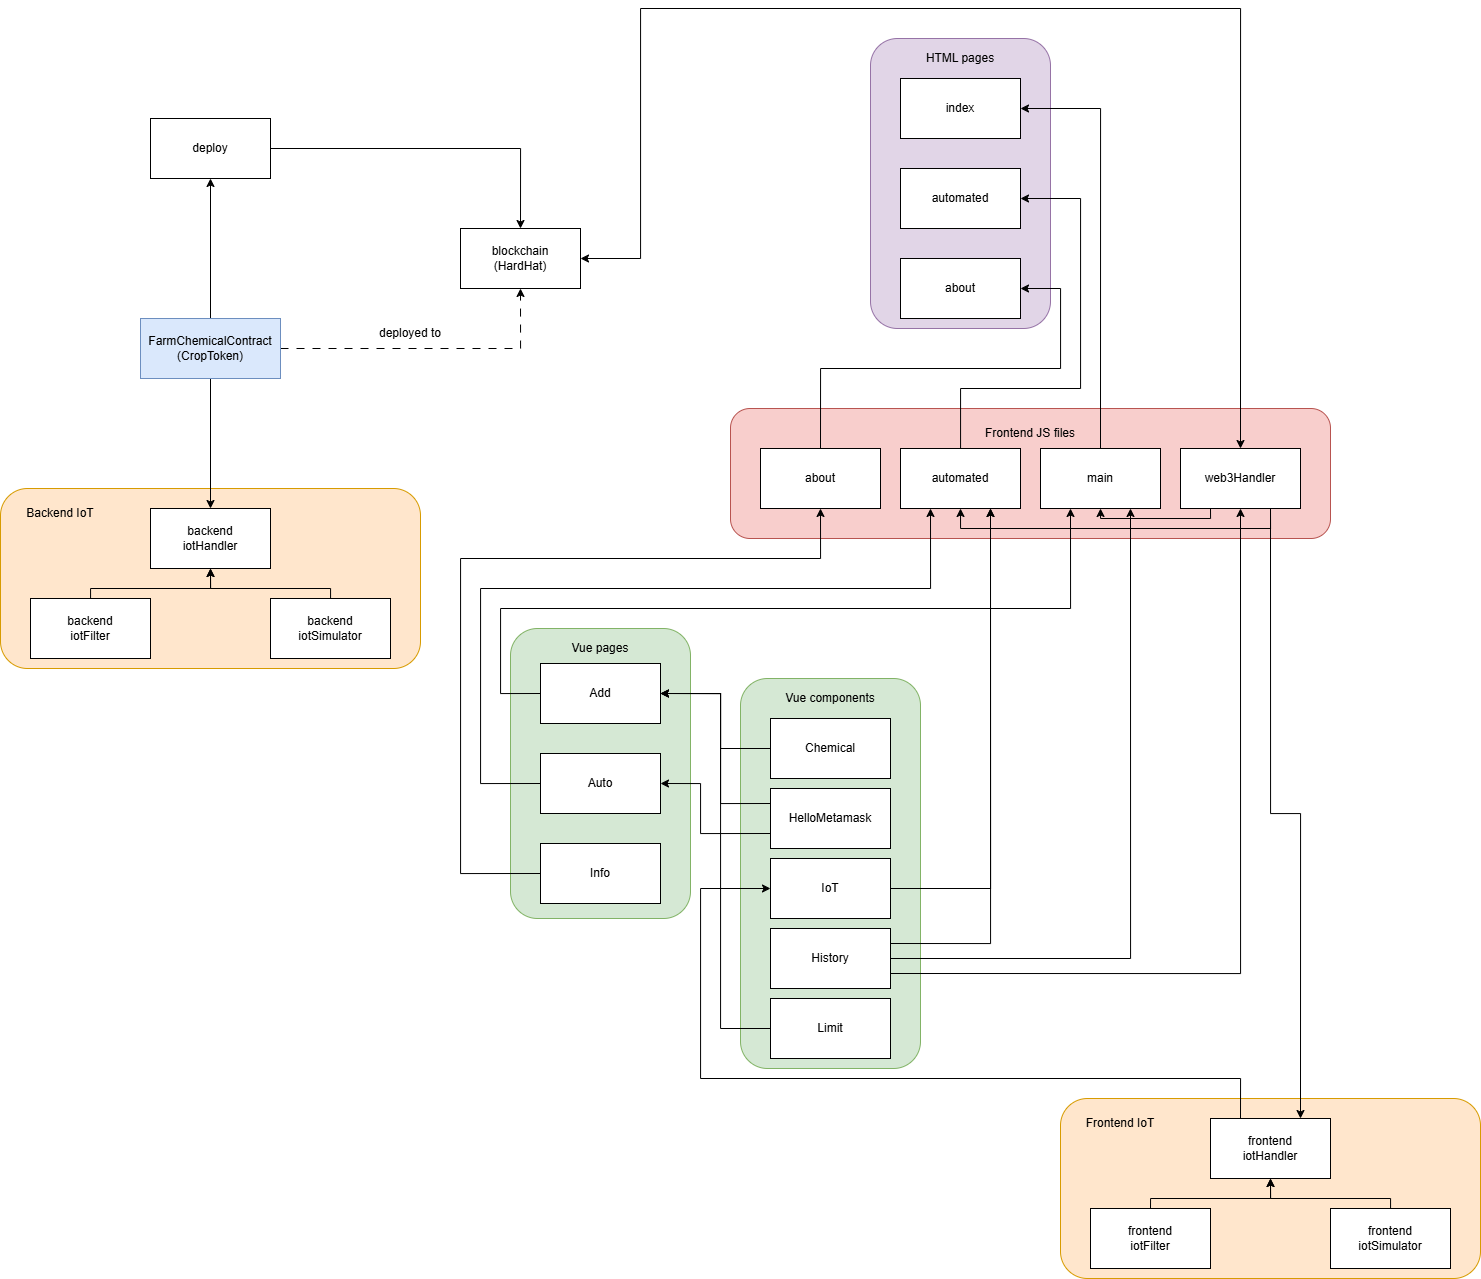 HTML pages
index
automated
about
deploy
blockchain
(HardHat)
deployed to
FarmChemicalContract
(CropToken)
Frontend JS files
about
automated
main
web3Handler
Backend IoT
backend
iotHandler
backend
iotFilter
backend
iotSimulator
Vue pages
Add
Auto
Info
Vue components
Chemical
HelloMetamask
IoT
History
Limit
Frontend IoT
frontend
iotHandler
frontend
iotFilter
frontend
iotSimulator